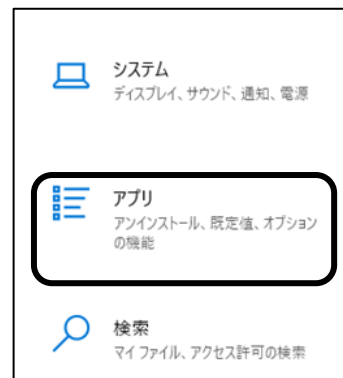 システム
ディスプレイ、サウンド、通知、電源
アプリ
アンインストール、既定値、オプション
の機能
検索
マイ ファイル、アクセス許可の検索